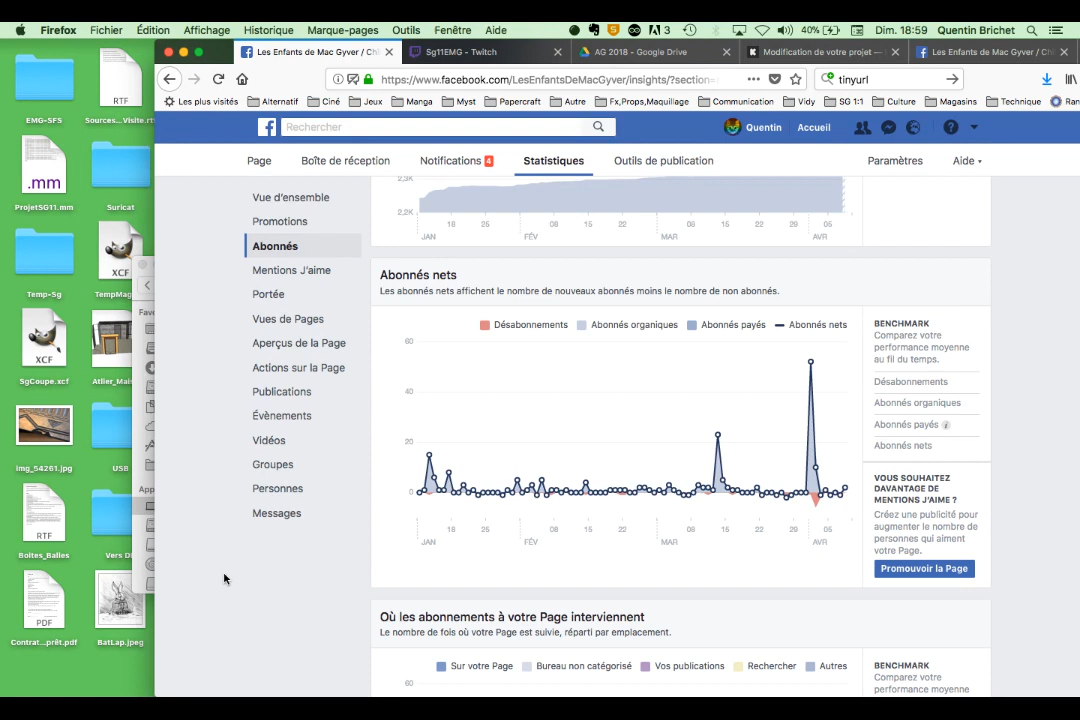 Firefox Fichier Édition Affichage Historique Marque-pages Outils Fenêtre Aide 3 40% Dim 18:59 Quentin Brichet
Les Enfants de Mac Gyver / Ch Sg11EMG - Twitch AG 2018 - Google Drive Modification de votre projet — Les Enfants de Mac Gyver / Ch
https://www.facebook.com/LesEnfantsDeMacGyver/insights/?section= tinyurl
Les plus visités Alternatif Ciné Jeux Manga Myst Papercraft Autre Fx,Props,Maquillage Communication Vidy SG 1:1 Culture Magasins Technique Ran
Rechercher Quentin Accueil
Page Boîte de réception Notifications 4 Statistiques Outils de publication Paramètres Aide
Vue d'ensemble
Promotions
Abonnés
Mentions J'aime
Portée
Vues de Pages
Aperçus de la Page
Actions sur la Page
Publications
Évènements
Vidéos
Groupes
Personnes
Messages
2,3K
2,2K
18 25 08 15 22 08 15 22 29 08
JAN FÉV MAR AVR
Abonnés nets
Les abonnés nets affichent le nombre de nouveaux abonnés moins le nombre de non abonnés.
Désabonnements Abonnés organiques Abonnés payés Abonnés nets
60
40
20
0
18 25 08 15 22 08 15 22 29 08
JAN FÉV MAR AVR
BENCHMARK
Comparez votre
performance moyenne
au fil du temps.
Désabonnements
Abonnés organiques
Abonnés payés i
Abonnés nets
VOUS SOUHAITEZ
DAVANTAGE DE
MENTIONS J'AIME ?
Créez une publicité pour
augmenter le nombre de
personnes qui aiment
votre Page.
Promouvoir la Page
Où les abonnements à votre Page interviennent
Le nombre de fois où votre Page est suivie, réparti par emplacement.
Sur votre Page Bureau non catégorisé Vos publications Rechercher Autres
60
BENCHMARK
Comparez votre
performance moyenne
RTF
EMG-SFS Sources...Visite.rt
.mm
ProjetSG11.mm Suricat
XCF
Temp-Sg TempMag
Favo
XCF
SgCoupe.xcf Atlier_Mais
img_54261.jpg USB
App
RTF
Boites_Balles Vers D
PDF
Contrat...prêt.pdf BatLap.jpeg